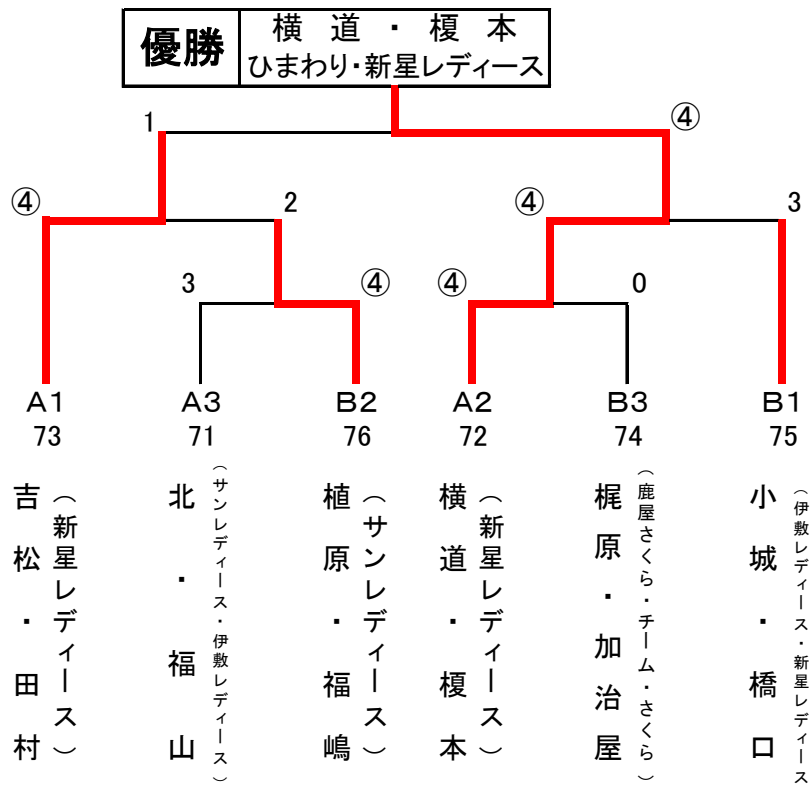 優勝
横道・榎本
ひまわり・新星レディース
1
④
④
2
④
3
3
④
④
0
A1
A3
B2
A2
B3
B1
73
71
76
72
74
75
吉松・田村
（新星レディース）
北・福山
（サンレディース・伊敷レディース）
植原・福嶋
（サンレディース）
横道・榎本
（新星レディース）
梶原・加治屋
（鹿屋さくら・チーム・さくら）
小城・橋口
（伊敷レディース・新星レディース